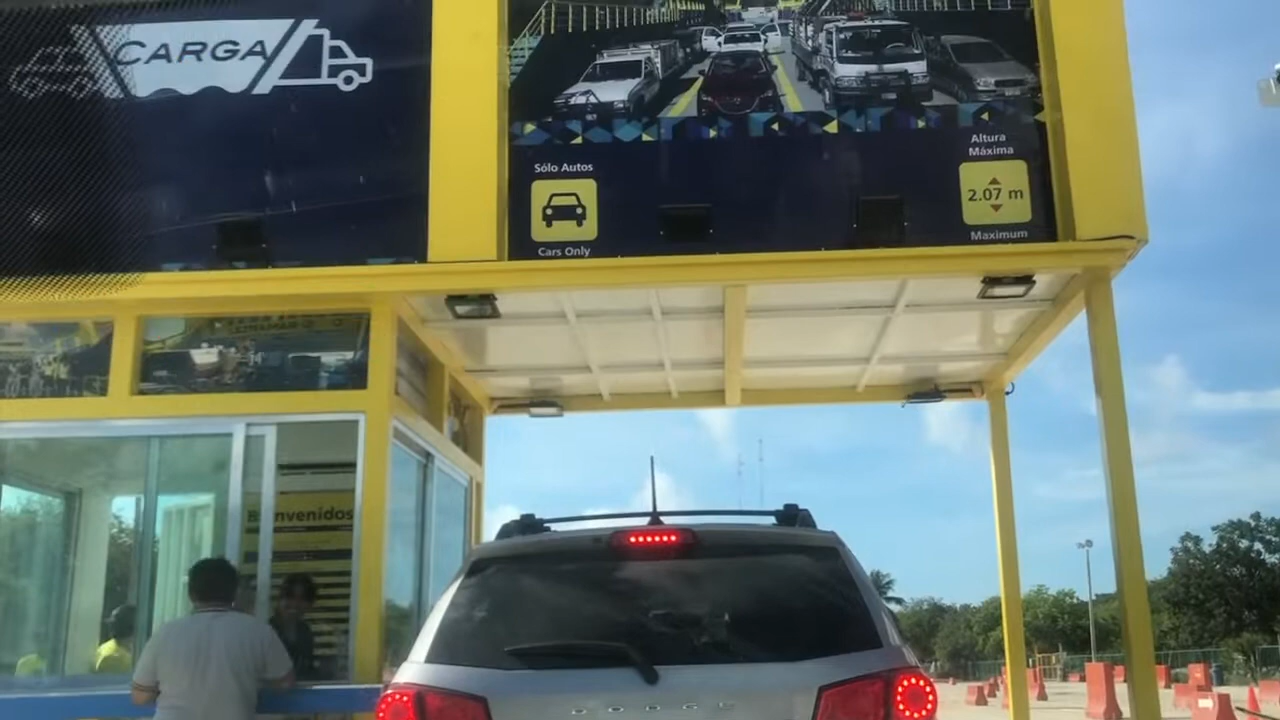 CARGA
Sólo Autos
Cars Only
Altura
Máxima
2.07 m
Maximum
Bienvenidos
DODGE